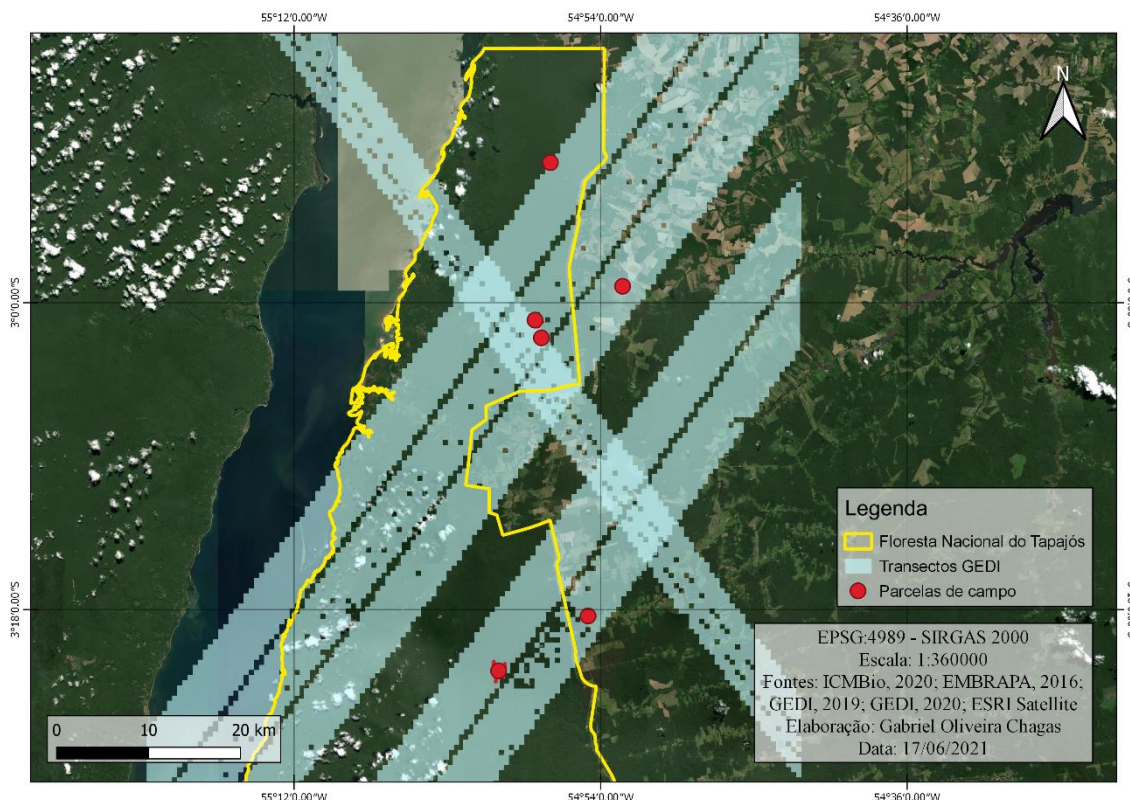 55°12'0.00"W 54°54'0.00"W 54°36'0.00"W
N
3°0'0.00"S
3°18'0.00"S
Legenda
Floresta Nacional do Tapajós
Transectos GEDI
Parcelas de campo
EPSG:4989 - SIRGAS 2000
Escala: 1:360000
Fontes: ICMBio, 2020; EMBRAPA, 2016;
GEDI, 2019; GEDI, 2020; ESRI Satellite
Elaboração: Gabriel Oliveira Chagas
Data: 17/06/2021
0 10 20 km
55°12'0.00"W 54°54'0.00"W 54°36'0.00"W